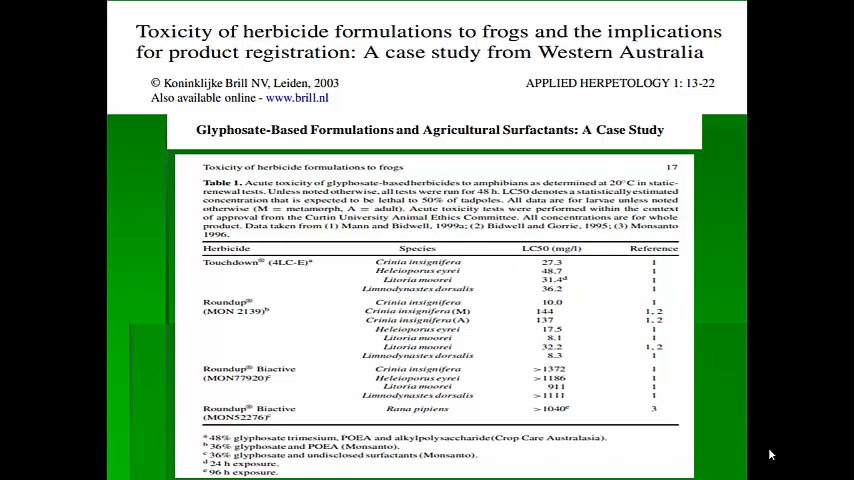 Toxicity of herbicide formulations to frogs and the implications
for product registration: A case study from Western Australia
© Koninklijke Brill NV, Leiden, 2003 APPLIED HERPETOLOGY 1: 13-22
Also available online - www.brill.nl
Glyphosate-Based Formulations and Agricultural Surfactants: A Case Study
Toxicity of herbicide formulations to frogs 17
Table 1. Acute toxicity of glyphosate-based herbicides to amphibians as determined at 20°C in static-
renewal tests. Unless noted otherwise, all tests were run for 48 h. LC50 denotes a statistically estimated
concentration that is expected to be lethal to 50% of tadpoles. All data are for larvae unless noted
otherwise (M = metamorph, A = adult). Acute toxicity tests were performed within the context
of approval from the Curtin University Animal Ethics Committee. All concentrations are for whole
product. Data taken from (1) Mann and Bidwell, 1999a; (2) Bidwell and Gorrie, 1995; (3) Monsanto
1996.
Herbicide Species LC50 (mg/l) Reference
Touchdown® (4LC-E)a Crinia insignifera 27.3 1
Heleioporus eyrei 48.7 1
Litoria moorei 31.4d 1
Limnodynastes dorsalis 36.2 1
Roundup® Crinia insignifera 10.0 1
(MON 2139)b Crinia insignifera (M) 144 1, 2
Crinia insignifera (A) 137 1, 2
Heleioporus eyrei 17.5 1
Litoria moorei 8.1 1
Litoria moorei 32.2 1, 2
Limnodynastes dorsalis 8.3 1
Roundup® Biactive Crinia insignifera >1372 1
(MON77920)c Heleioporus eyrei >1186 1
Litoria moorei 911 1
Limnodynastes dorsalis >1111 1
Roundup® Biactive Rana pipiens >1040e 3
(MON52276)c
a 48% glyphosate trimesium, POEA and alkylpolysaccharide (Crop Care Australasia).
b 36% glyphosate and POEA (Monsanto).
c 36% glyphosate and undisclosed surfactants (Monsanto).
d 24 h exposure.
e 96 h exposure.